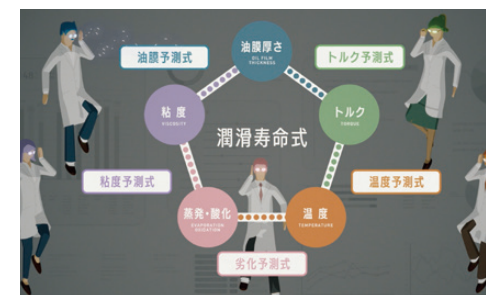 油膜厚さ
OIL FILM
THICKNESS
油膜予測式
トルク予測式
粘度
VISCOSITY
トルク
TORQUE
潤滑寿命式
粘度予測式
温度予測式
蒸発・酸化
EVAPORATION
OXIDATION
温度
TEMPERATURE
劣化予測式